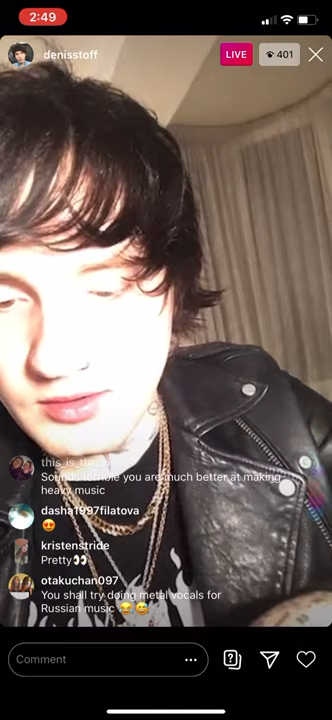 2:49
denisstoff
LIVE
401
this_is_the
Sounds terrible you are much better at making
heavy music
dasha1997filatova
😍
kristenstride
Pretty👀
otakuchan097
You shall try doing metal vocals for
Russian music 😂😅
Comment